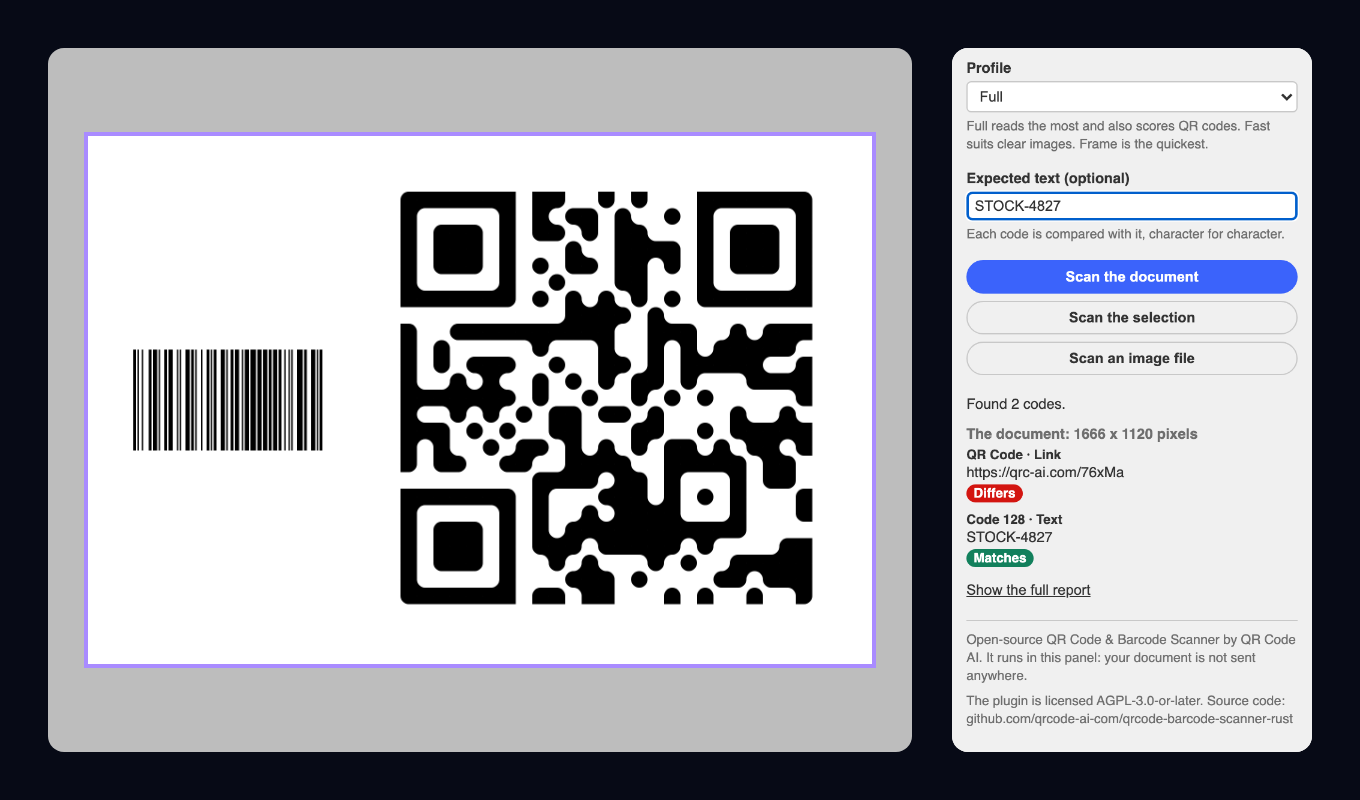 Profile
Full
Full reads the most and also scores QR codes. Fast
suits clear images. Frame is the quickest.
Expected text (optional)
STOCK-4827
Each code is compared with it, character for character.
Scan the document
Scan the selection
Scan an image file
Found 2 codes.
The document: 1666 x 1120 pixels
QR Code · Link
https://qrc-ai.com/76xMa
Differs
Code 128 · Text
STOCK-4827
Matches
Show the full report
Open-source QR Code & Barcode Scanner by QR Code
AI. It runs in this panel: your document is not sent
anywhere.
The plugin is licensed AGPL-3.0-or-later. Source code:
github.com/qrcode-ai-com/qrcode-barcode-scanner-rust